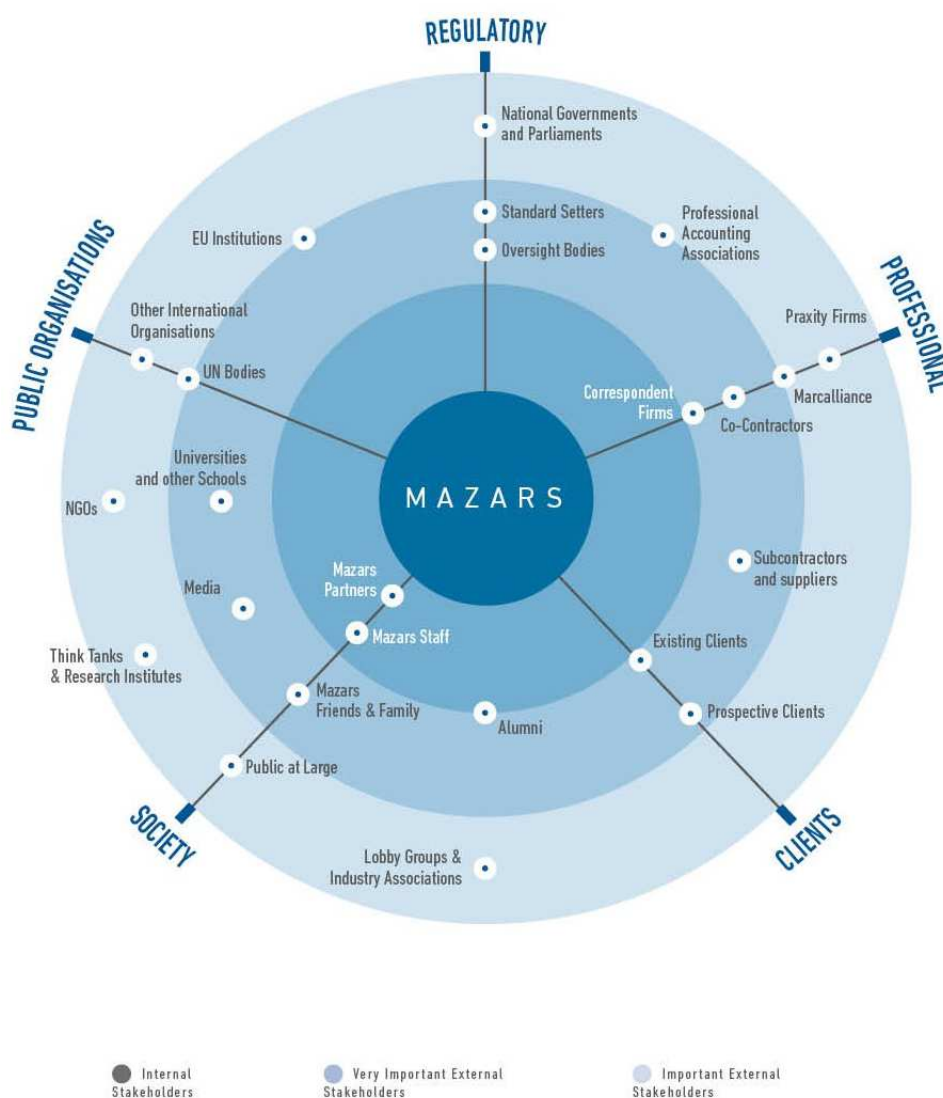 REGULATORY
National Governments
and Parliaments
Standard Setters
Oversight Bodies
Professional
Accounting
Associations
EU Institutions
PUBLIC ORGANISATIONS
Other International
Organisations
UN Bodies
PROFESSIONAL
Praxity Firms
Marcalliance
Co-Contractors
Correspondent
Firms
MAZARS
Universities
and other Schools
NGOs
Media
Think Tanks
& Research Institutes
Mazars
Partners
Mazars Staff
Mazars
Friends & Family
Public at Large
SOCIETY
Subcontractors
and suppliers
Existing Clients
Prospective Clients
CLIENTS
Alumni
Lobby Groups &
Industry Associations
Internal
Stakeholders
Very Important External
Stakeholders
Important External
Stakeholders